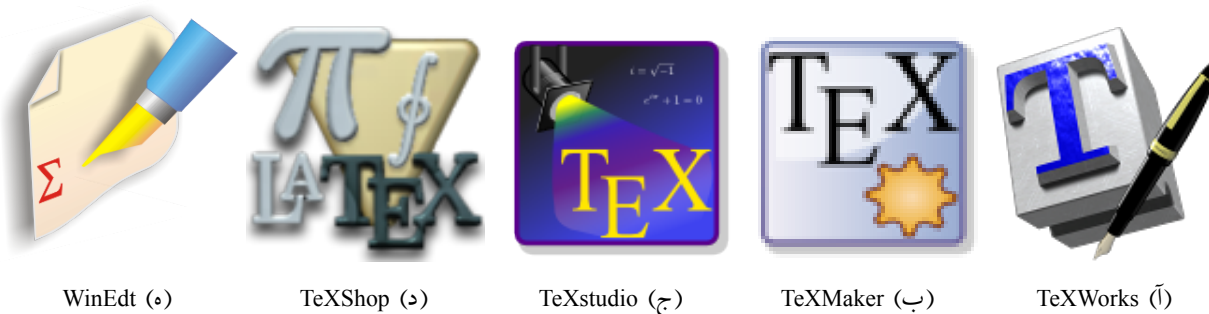 Σ
π ∮
LATEX
i = √−1
e^{iπ} + 1 = 0
TEX
TEX
T
(آ) TeXWorks
(ب) TeXMaker
(ج) TeXstudio
(د) TeXShop
(ه) WinEdt